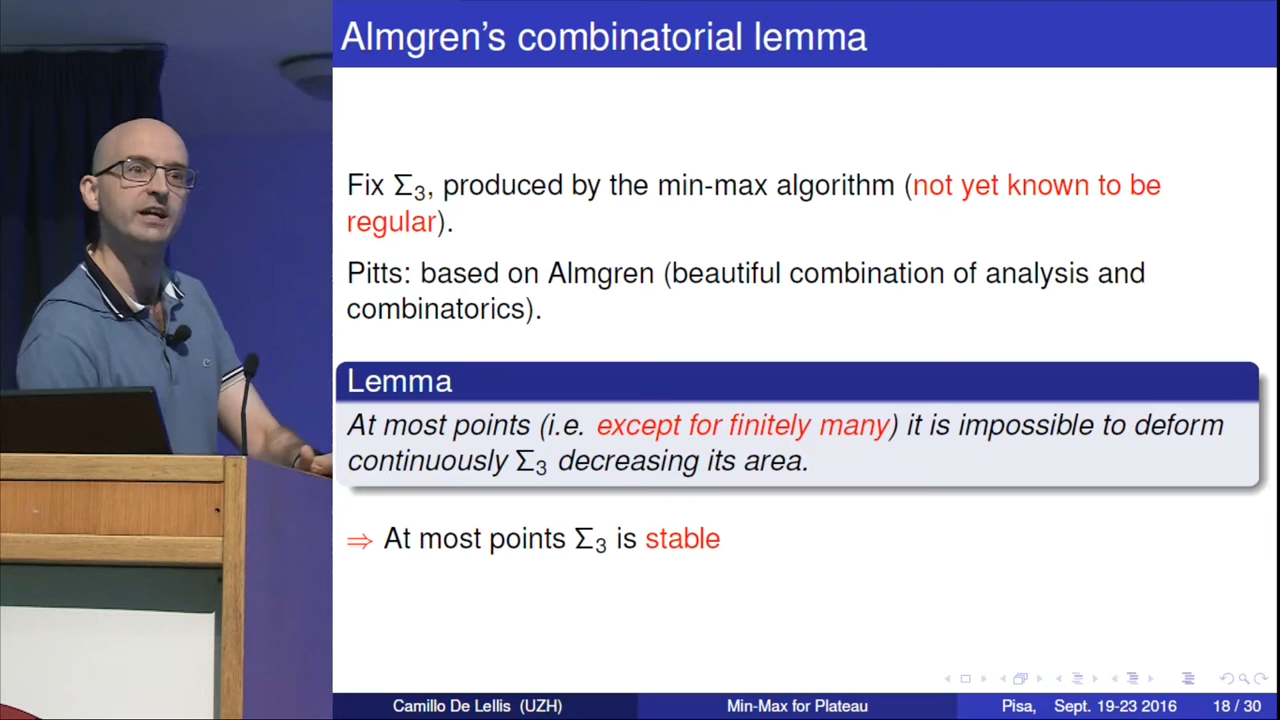 Almgren's combinatorial lemma
Fix Σ₃, produced by the min-max algorithm (not yet known to be
regular).
Pitts: based on Almgren (beautiful combination of analysis and
combinatorics).
Lemma
At most points (i.e. except for finitely many) it is impossible to deform
continuously Σ₃ decreasing its area.
⇒ At most points Σ₃ is stable
Camillo De Lellis (UZH) Min-Max for Plateau Pisa, Sept. 19-23 2016 18 / 30